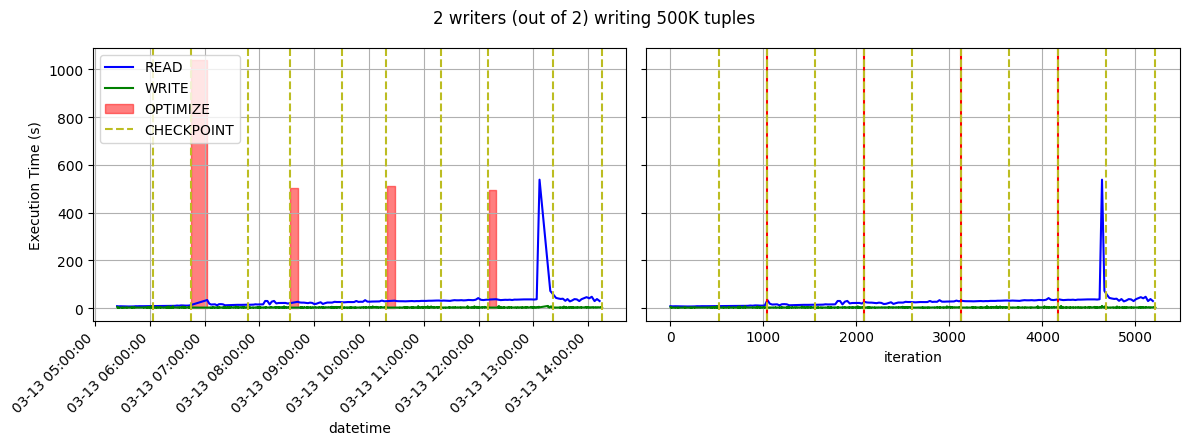 2 writers (out of 2) writing 500K tuples
Execution Time (s)
1000
800
600
400
200
0
READ
WRITE
OPTIMIZE
CHECKPOINT
03-13 05:00:00
03-13 06:00:00
03-13 07:00:00
03-13 08:00:00
03-13 09:00:00
03-13 10:00:00
03-13 11:00:00
03-13 12:00:00
03-13 13:00:00
03-13 14:00:00
datetime
0 1000 2000 3000 4000 5000
iteration